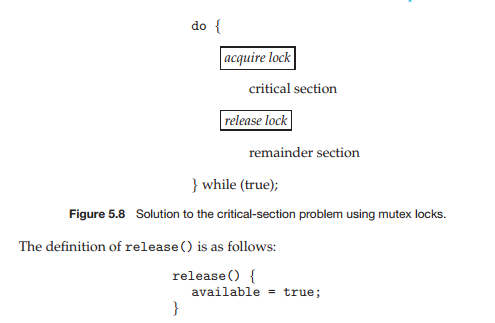 do {
acquire lock
critical section
release lock
remainder section
} while (true);
Figure 5.8 Solution to the critical-section problem using mutex locks.
The definition of release() is as follows:
release() {
available = true;
}